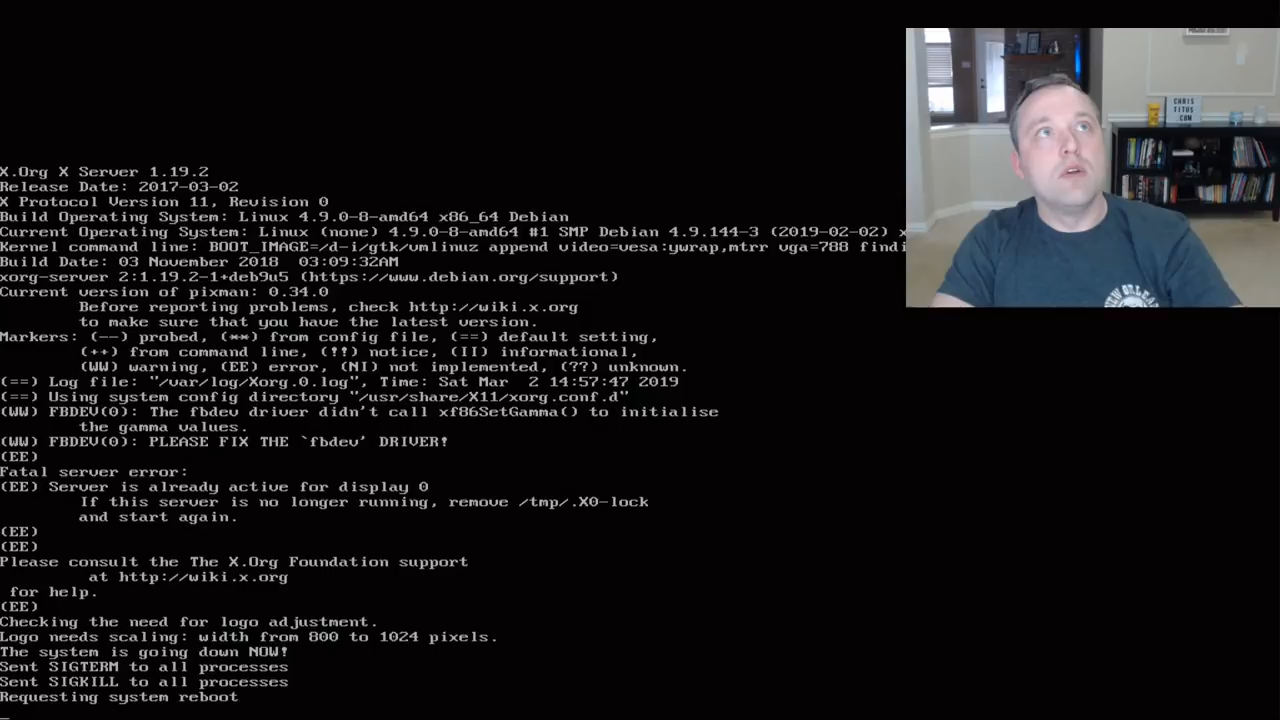 X.Org X Server 1.19.2
Release Date: 2017-03-02
X Protocol Version 11, Revision 0
Build Operating System: Linux 4.9.0-8-amd64 x86_64 Debian
Current Operating System: Linux (none) 4.9.0-8-amd64 #1 SMP Debian 4.9.144-3 (2019-02-02) x
Kernel command line: BOOT_IMAGE=/d-i/gtk/vmlinuz append video=vesa:ywrap,mtrr vga=788 findi
Build Date: 03 November 2018  03:09:32AM
xorg-server 2:1.19.2-1+deb9u5 (https://www.debian.org/support)
Current version of pixman: 0.34.0
Before reporting problems, check http://wiki.x.org
to make sure that you have the latest version.
Markers: (--) probed, (**) from config file, (==) default setting,
(++) from command line, (!!) notice, (II) informational,
(WW) warning, (EE) error, (NI) not implemented, (??) unknown.
(==) Log file: "/var/log/Xorg.0.log", Time: Sat Mar  2 14:57:47 2019
(==) Using system config directory "/usr/share/X11/xorg.conf.d"
(WW) FBDEV(0): The fbdev driver didn't call xf86SetGamma() to initialise
the gamma values.
(WW) FBDEV(0): PLEASE FIX THE `fbdev' DRIVER!
(EE)
Fatal server error:
(EE) Server is already active for display 0
If this server is no longer running, remove /tmp/.X0-lock
and start again.
(EE)
(EE)
Please consult the The X.Org Foundation support
at http://wiki.x.org
for help.
(EE)
Checking the need for logo adjustment.
Logo needs scaling: width from 800 to 1024 pixels.
The system is going down NOW!
Sent SIGTERM to all processes
Sent SIGKILL to all processes
Requesting system reboot
CHRIS
TITUS
.COM
NEW ORLEANS